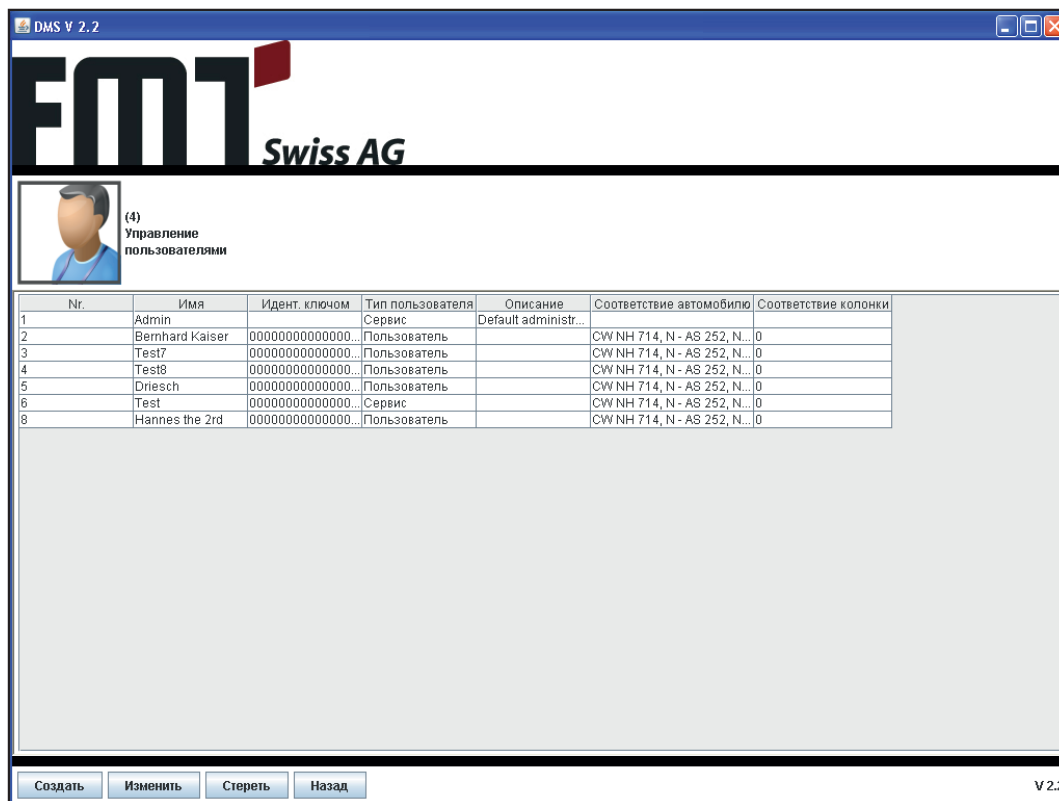 DMS V 2.2
FMT
Swiss AG
(4)
Управление
пользователями
Nr. Имя Идент. ключом Тип пользователя Описание Соответствие автомобилю Соответствие колонки
1 Admin Сервис Default administr...
2 Bernhard Kaiser 00000000000000... Пользователь CW NH 714, N - AS 252, N... 0
3 Test7 00000000000000... Пользователь CW NH 714, N - AS 252, N... 0
4 Test8 00000000000000... Пользователь CW NH 714, N - AS 252, N... 0
5 Driesch 00000000000000... Пользователь CW NH 714, N - AS 252, N... 0
6 Test 00000000000000... Сервис CW NH 714, N - AS 252, N... 0
8 Hannes the 2rd 00000000000000... Пользователь CW NH 714, N - AS 252, N... 0
Создать Изменить Стереть Назад V 2.2